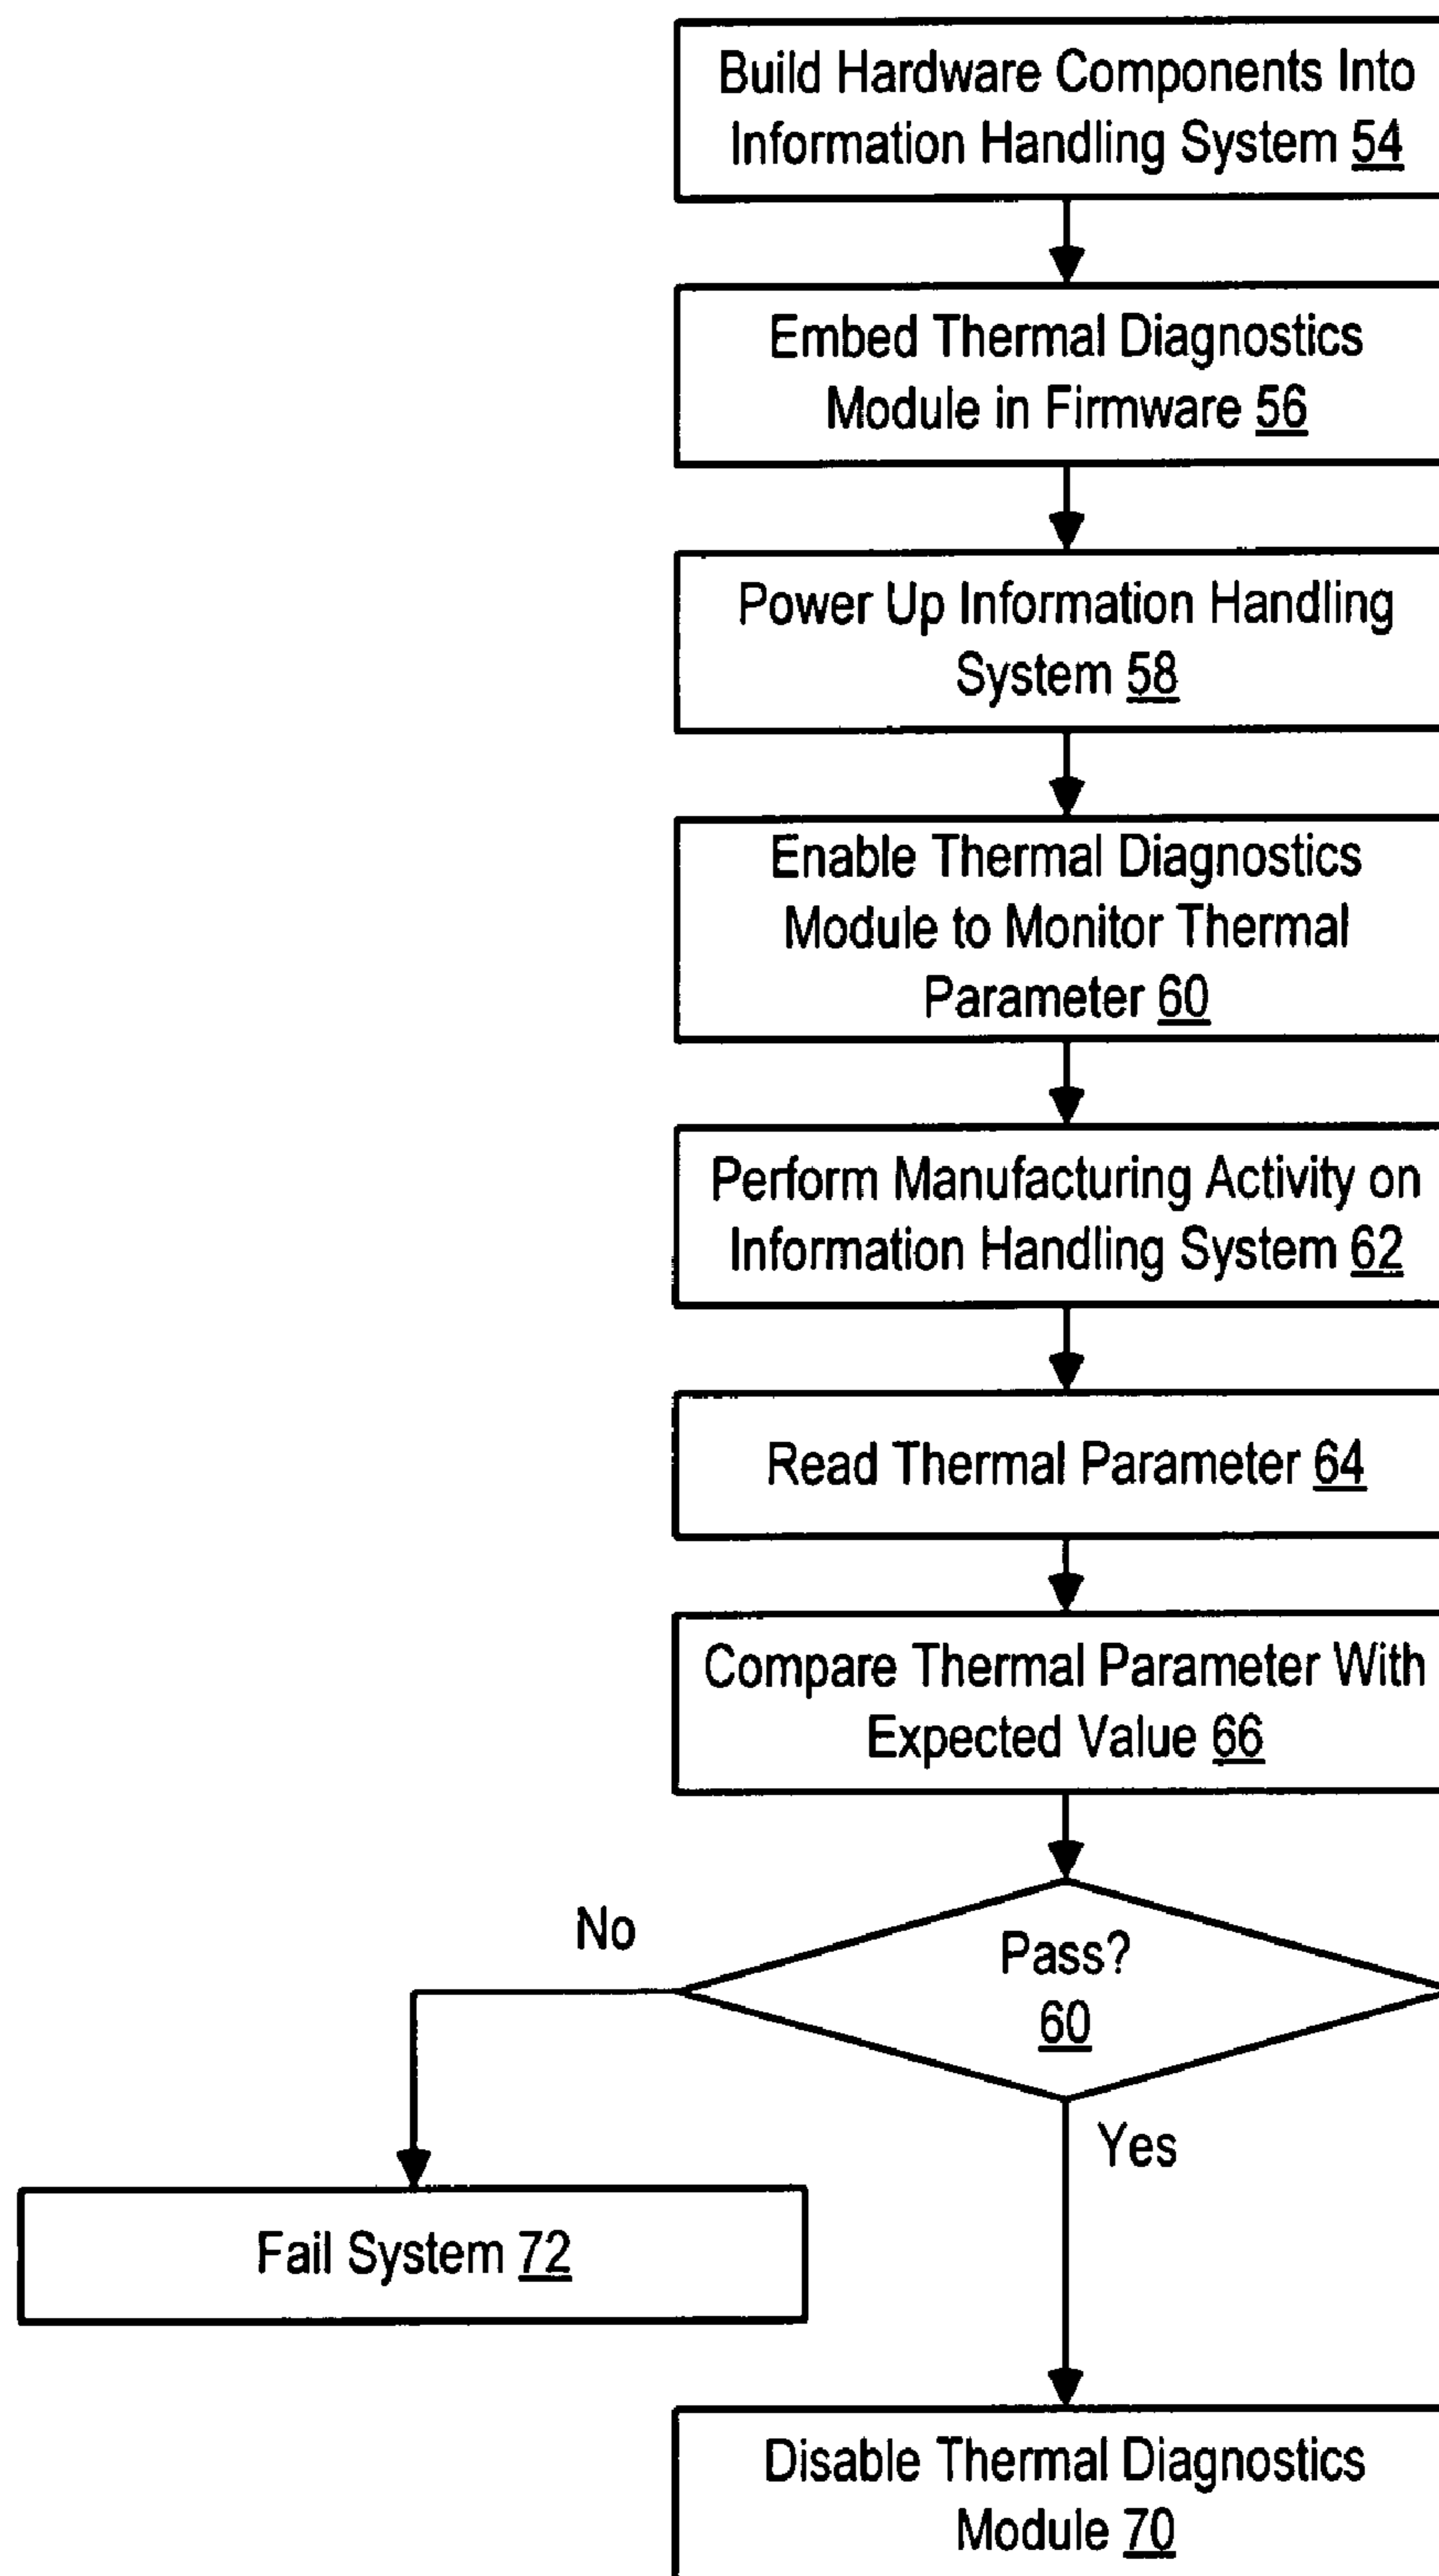 Build Hardware Components Into
Information Handling System 54
Embed Thermal Diagnostics
Module in Firmware 56
Power Up Information Handling
System 58
Enable Thermal Diagnostics
Module to Monitor Thermal
Parameter 60
Perform Manufacturing Activity on
Information Handling System 62
Read Thermal Parameter 64
Compare Thermal Parameter With
Expected Value 66
No
Pass?
60
Yes
Fail System 72
Disable Thermal Diagnostics
Module 70